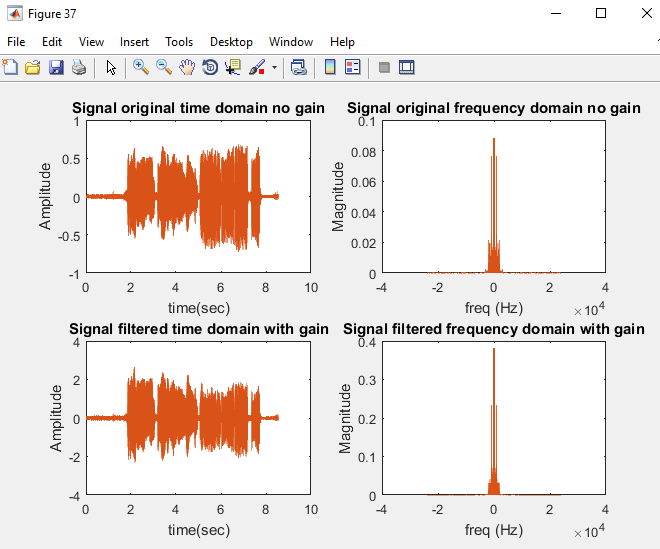 Figure 37
File Edit View Insert Tools Desktop Window Help
Signal original time domain no gain
1
0.5
0
-0.5
-1
Amplitude
0 2 4 6 8 10
time(sec)
Signal original frequency domain no gain
0.1
0.08
0.06
0.04
0.02
0
Magnitude
-4 -2 0 2 4
freq (Hz) ×10^4
Signal filtered time domain with gain
4
2
0
-2
-4
Amplitude
0 2 4 6 8 10
time(sec)
Signal filtered frequency domain with gain
0.4
0.3
0.2
0.1
0
Magnitude
-4 -2 0 2 4
freq (Hz) ×10^4